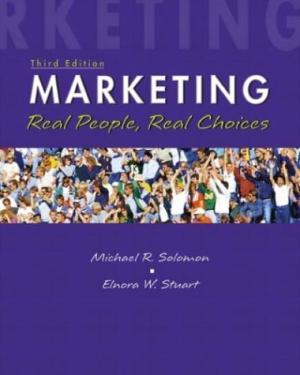 RKETING
Third Edition
MARKETING
Real People, Real Choices
Michael R. Solomon
Elnora W. Stuart